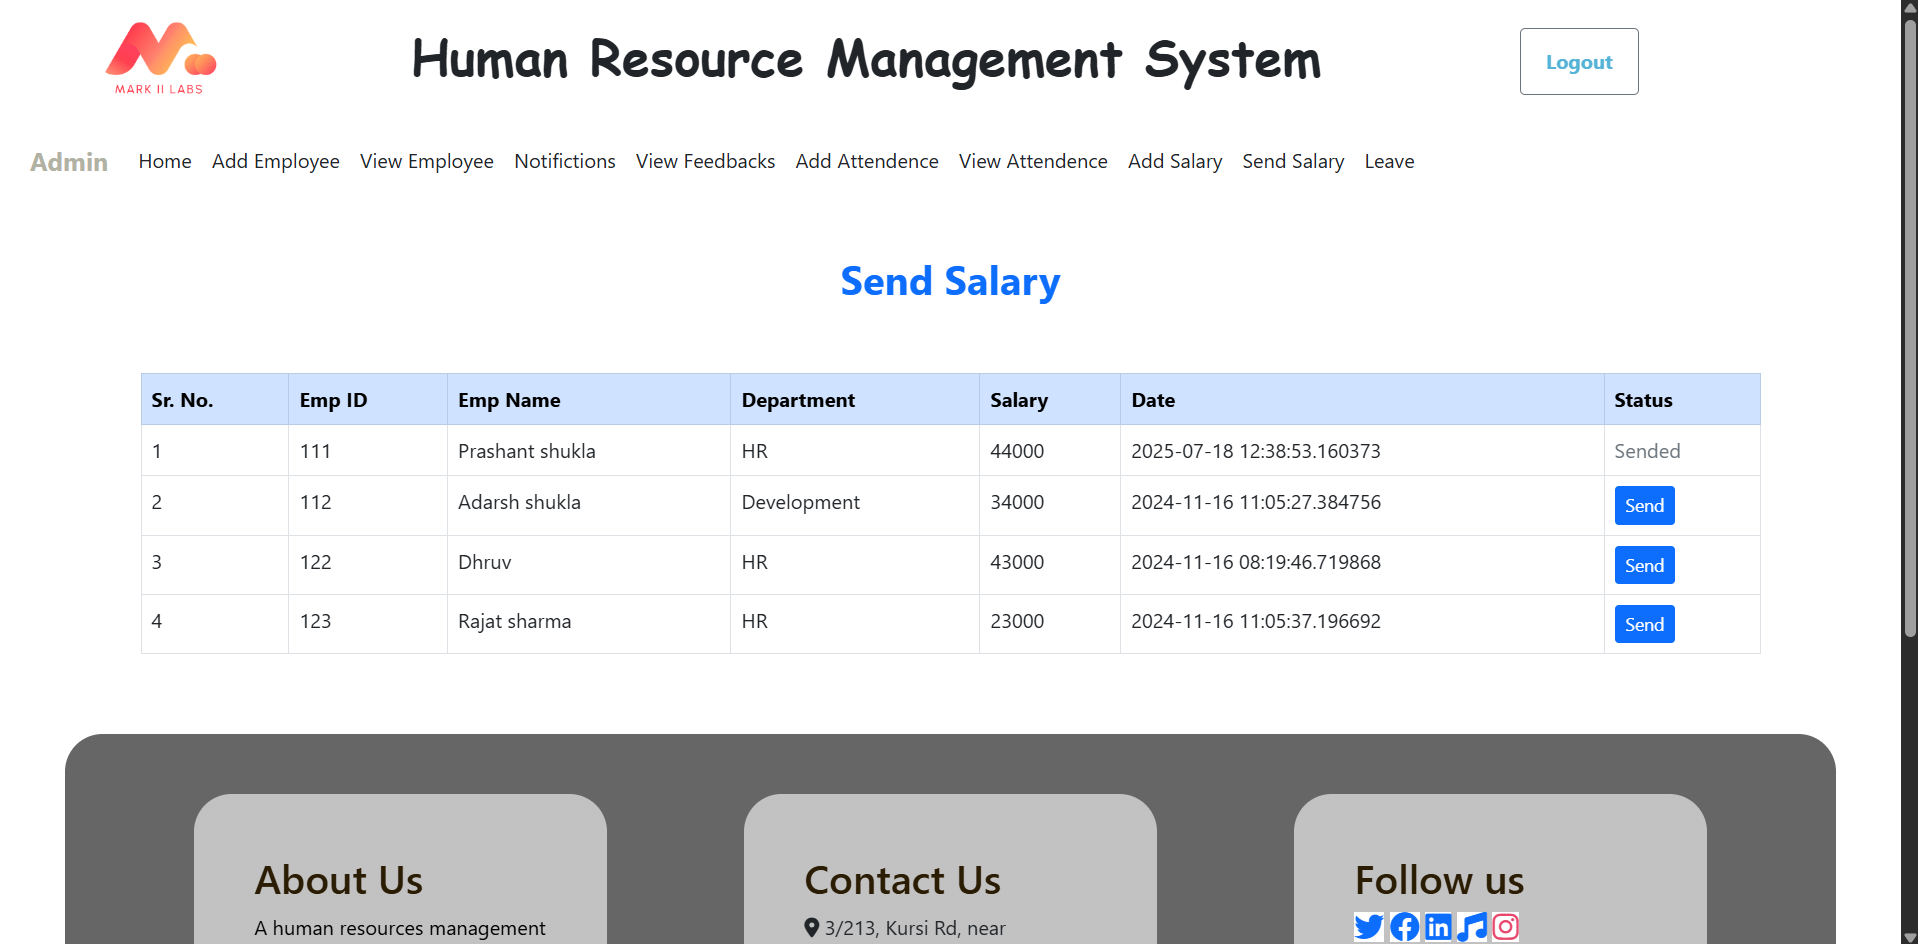 MARK II LABS
Human Resource Management System
Logout
Admin Home Add Employee View Employee Notifictions View Feedbacks Add Attendence View Attendence Add Salary Send Salary Leave
Send Salary
Sr. No. Emp ID Emp Name Department Salary Date Status
1 111 Prashant shukla HR 44000 2025-07-18 12:38:53.160373 Sended
2 112 Adarsh shukla Development 34000 2024-11-16 11:05:27.384756 Send
3 122 Dhruv HR 43000 2024-11-16 08:19:46.719868 Send
4 123 Rajat sharma HR 23000 2024-11-16 11:05:37.196692 Send
About Us
A human resources management
Contact Us
3/213, Kursi Rd, near
Follow us